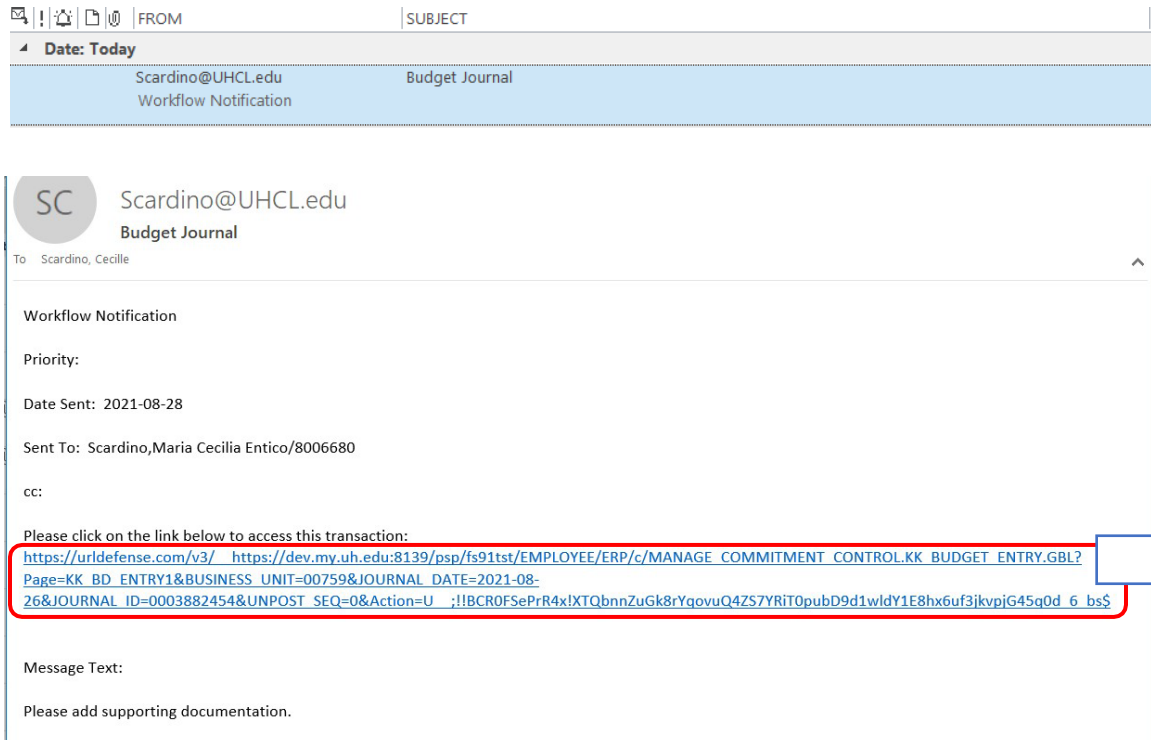 FROM SUBJECT
Date: Today
Scardino@UHCL.edu Budget Journal
Workflow Notification
SC
Scardino@UHCL.edu
Budget Journal
To Scardino, Cecille
Workflow Notification
Priority:
Date Sent: 2021-08-28
Sent To: Scardino,Maria Cecilia Entico/8006680
cc:
Please click on the link below to access this transaction:
https://urldefense.com/v3/__https://dev.my.uh.edu:8139/psp/fs91tst/EMPLOYEE/ERP/c/MANAGE_COMMITMENT_CONTROL.KK_BUDGET_ENTRY.GBL?
Page=KK_BD_ENTRY1&BUSINESS_UNIT=00759&JOURNAL_DATE=2021-08-
26&JOURNAL_ID=0003882454&UNPOST_SEQ=0&Action=U__;!!BCR0FSePrR4x!XTQbnnZuGk8rYqovuQ4ZS7YRiT0pubD9d1wldY1E8hx6uf3jkvpjG45q0d_6_bs$
Message Text:
Please add supporting documentation.